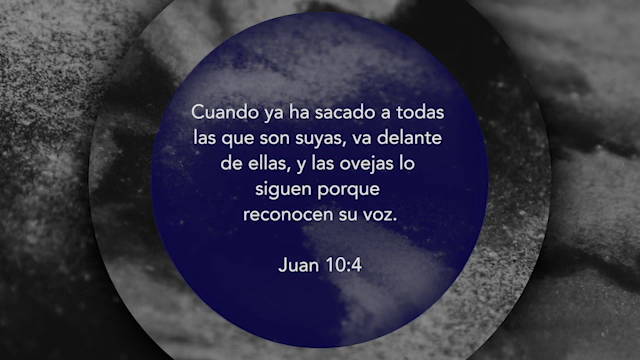 Cuando ya ha sacado a todas
las que son suyas, va delante
de ellas, y las ovejas lo
siguen porque
reconocen su voz.
Juan 10:4